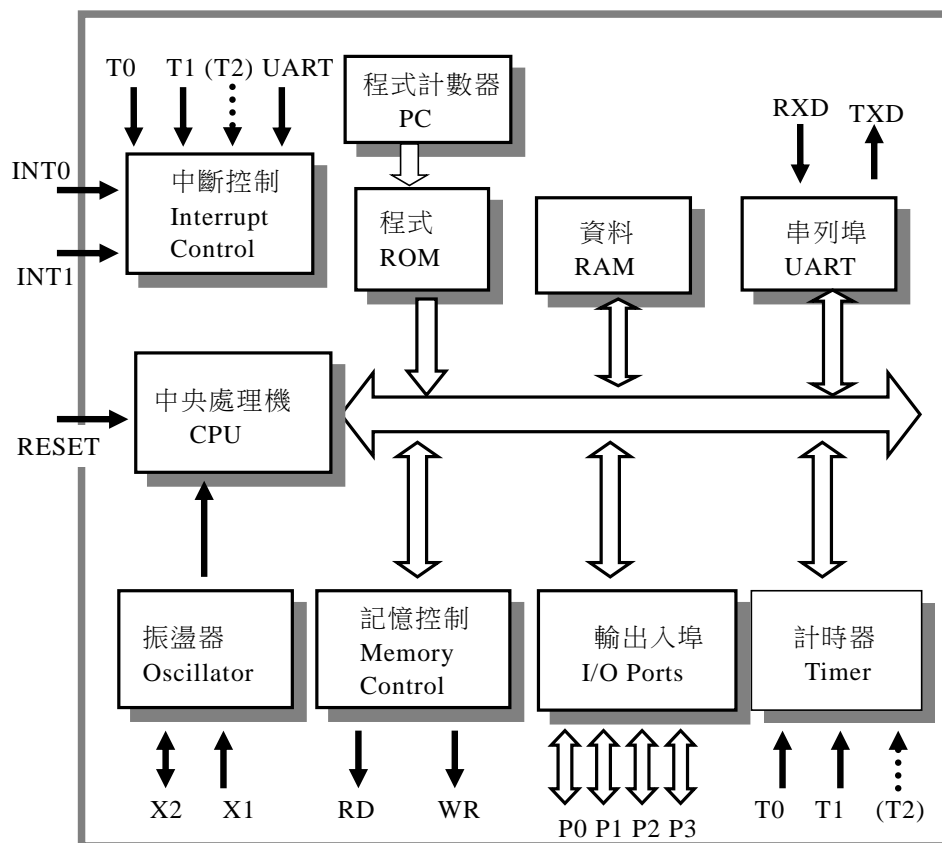 T0 T1 (T2) UART
程式計數器
PC
RXD TXD
INT0
INT1
中斷控制
Interrupt
Control
程式
ROM
資料
RAM
串列埠
UART
RESET
中央處理機
CPU
振盪器
Oscillator
記憶控制
Memory
Control
輸出入埠
I/O Ports
計時器
Timer
X2 X1
RD WR
P0 P1 P2 P3
T0 T1 (T2)